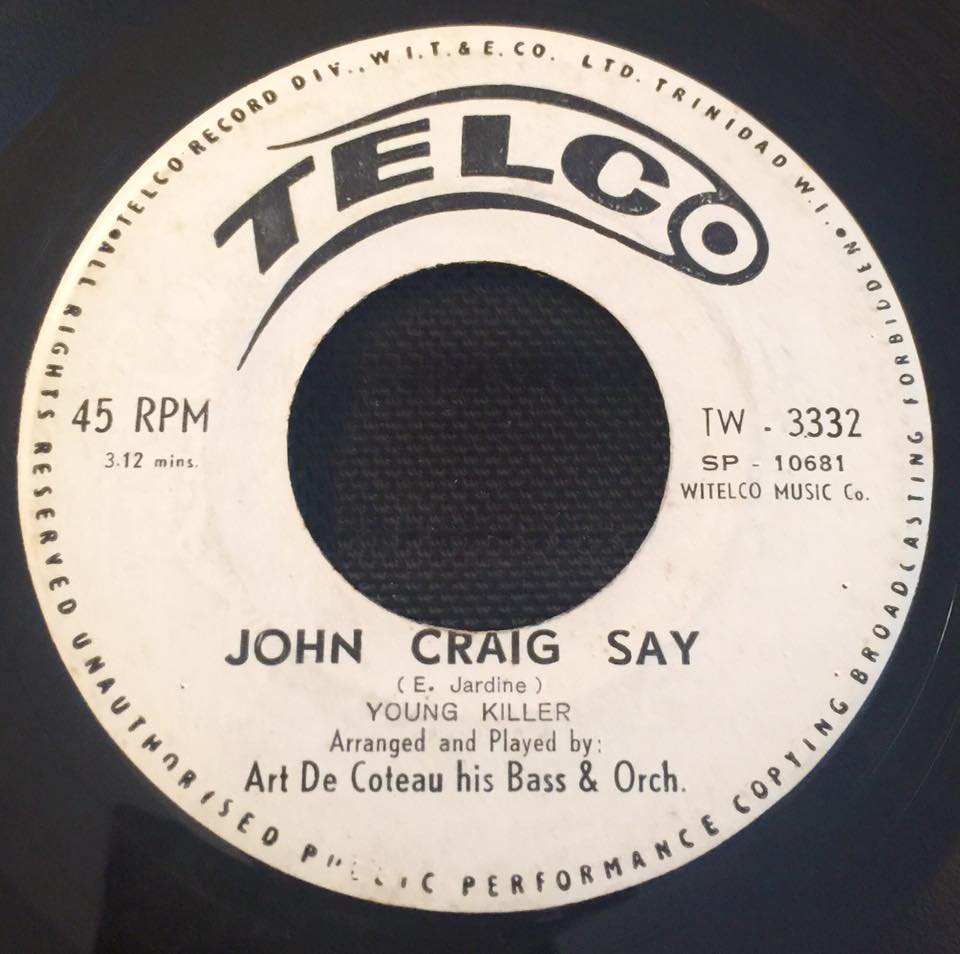 TELCO RECORD DIV., W.I.T. & E. CO. LTD. TRINIDAD W.I.
TELCO
45 RPM
3.12 mins.
TW - 3332
SP - 10681
WITELCO MUSIC Co.
JOHN CRAIG SAY
( E. Jardine )
YOUNG KILLER
Arranged and Played by:
Art De Coteau his Bass & Orch.
ALL RIGHTS RESERVED UNAUTHORISED PUBLIC PERFORMANCE COPYING BROADCASTING FORBIDDEN